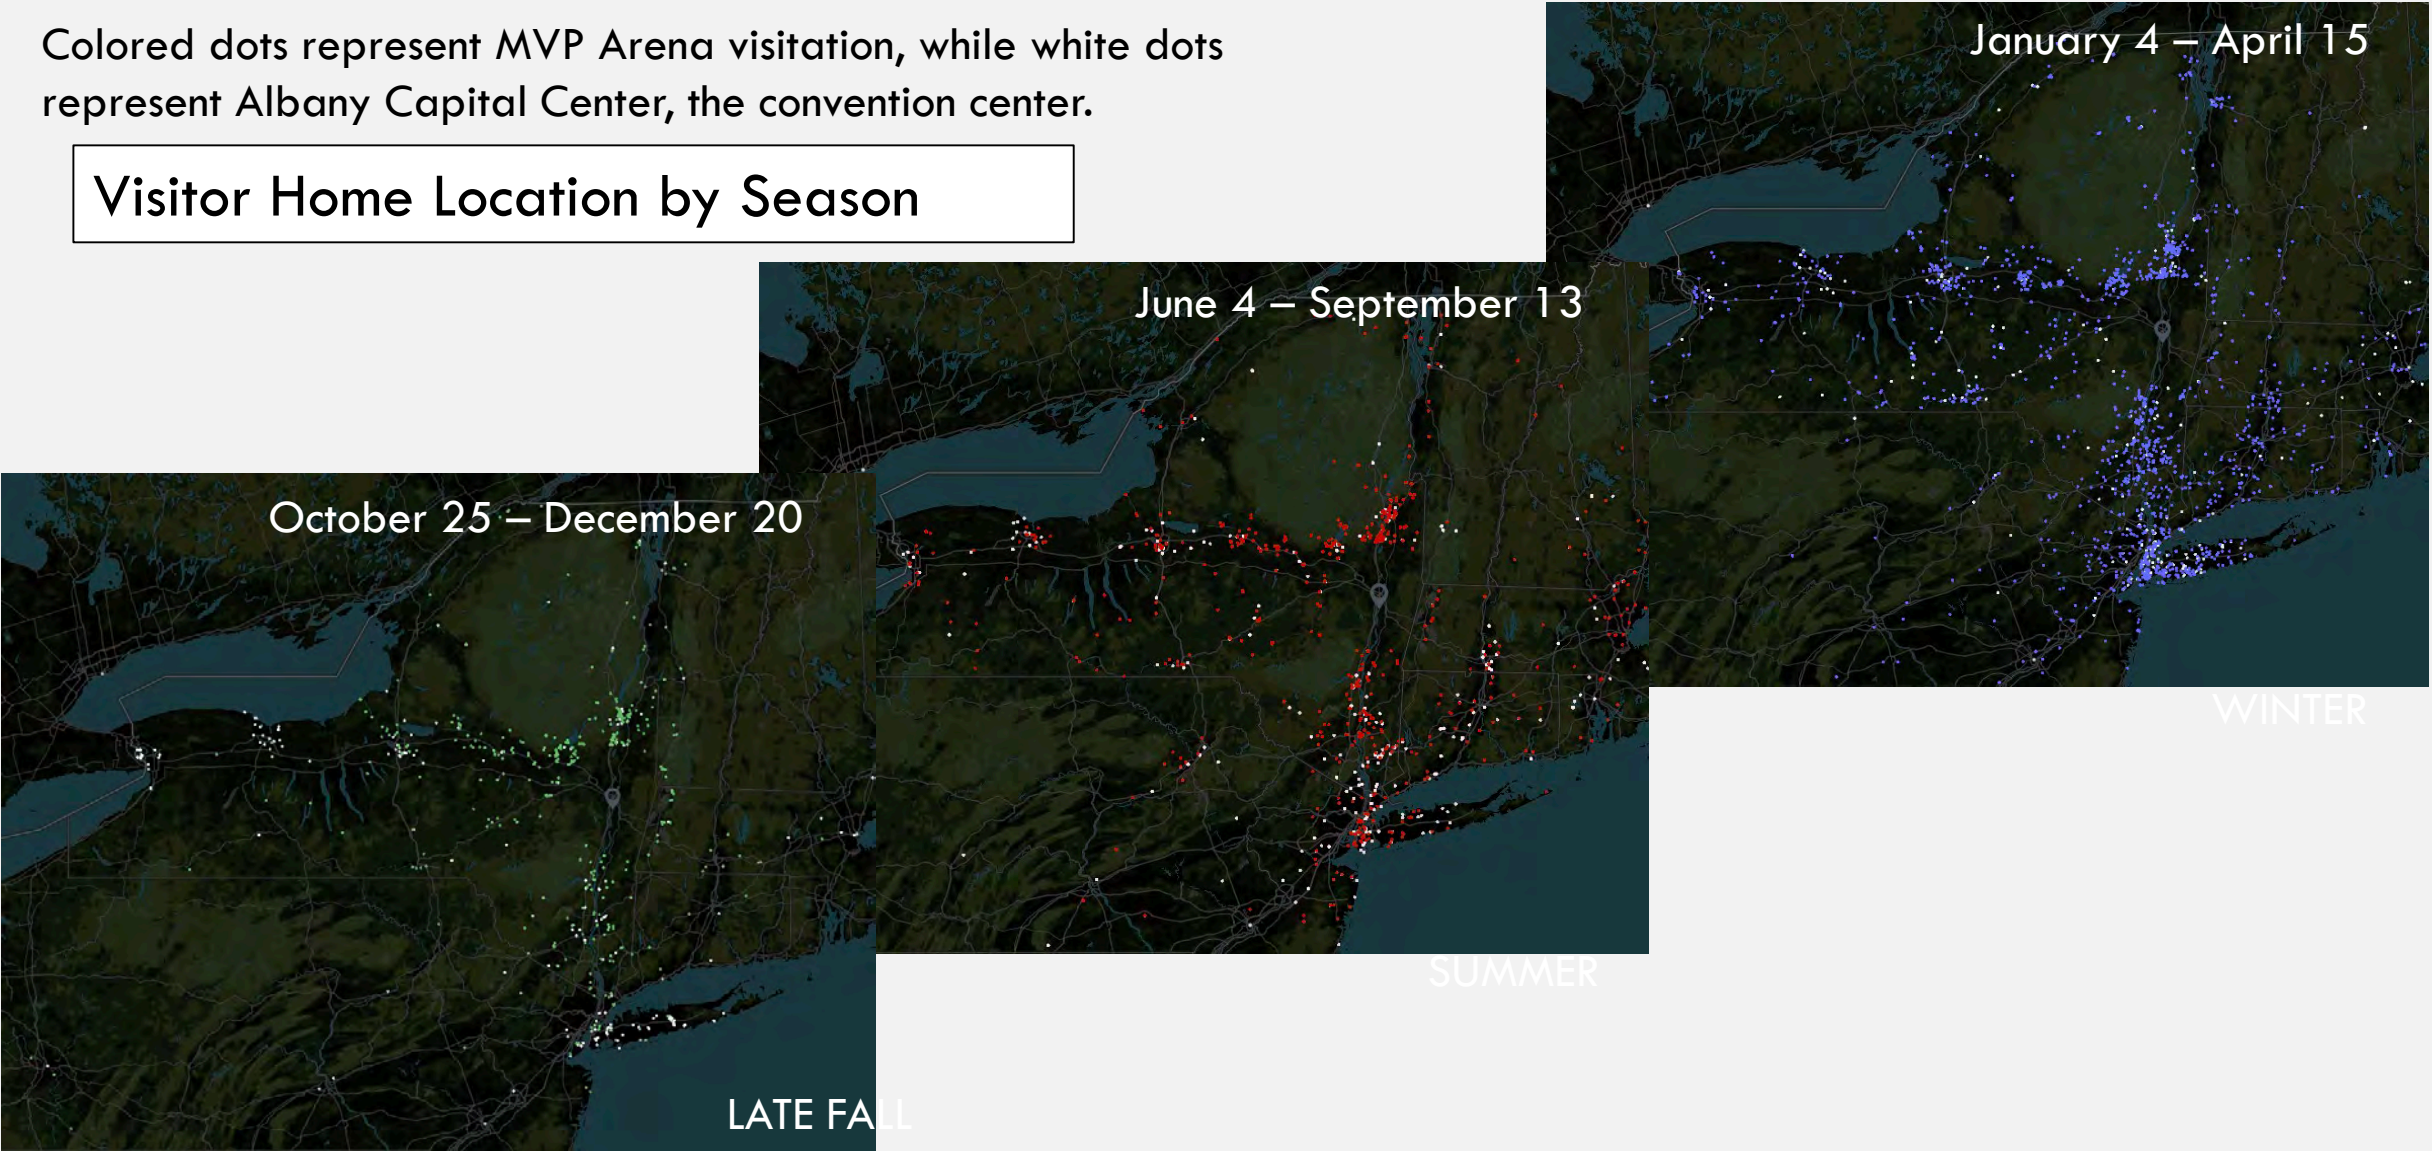 Colored dots represent MVP Arena visitation, while white dots
represent Albany Capital Center, the convention center.
Visitor Home Location by Season
January 4 – April 15
June 4 – September 13
October 25 – December 20
WINTER
SUMMER
LATE FALL